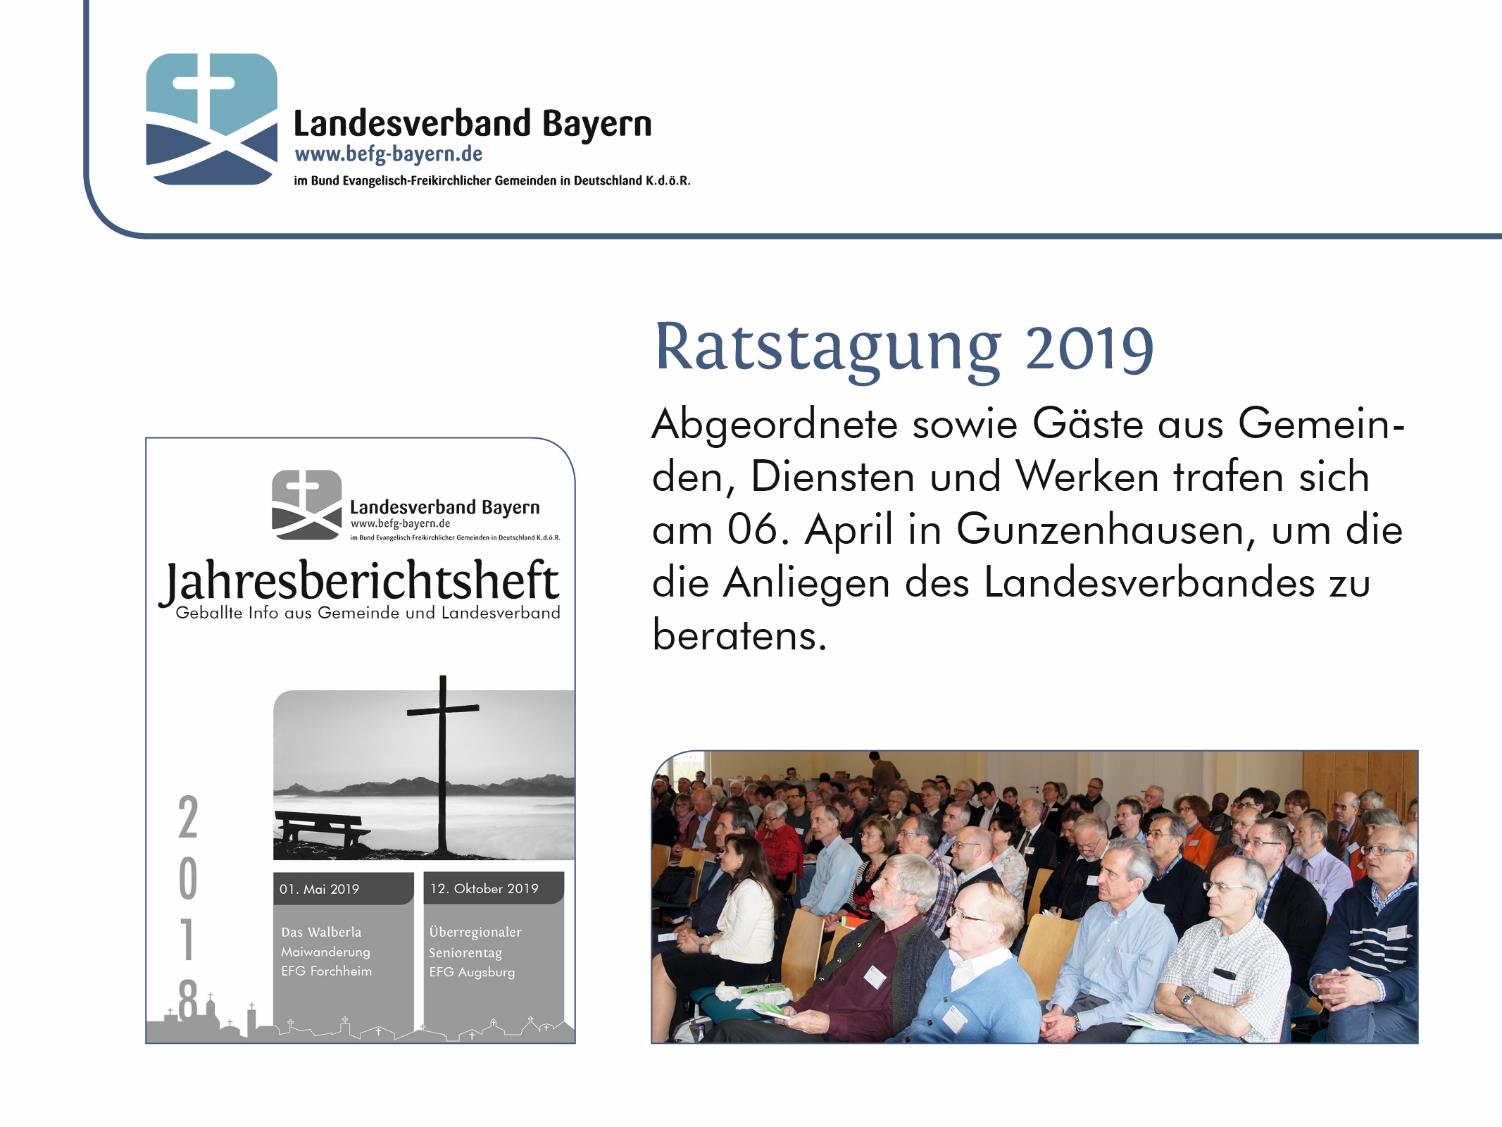 Landesverband Bayern
www.befg-bayern.de
im Bund Evangelisch-Freikirchlicher Gemeinden in Deutschland K.d.ö.R.
Ratstagung 2019
Abgeordnete sowie Gäste aus Gemein-
den, Diensten und Werken trafen sich
am 06. April in Gunzenhausen, um die
die Anliegen des Landesverbandes zu
beratens.
Landesverband Bayern
www.befg-bayern.de
im Bund Evangelisch-Freikirchlicher Gemeinden in Deutschland K.d.ö.R.
Jahresberichtsheft
Geballte Info aus Gemeinde und Landesverband
2
0
1
8
01. Mai 2019
Das Walberla
Maiwanderung
EFG Forchheim
12. Oktober 2019
Überregionaler
Seniorentag
EFG Augsburg